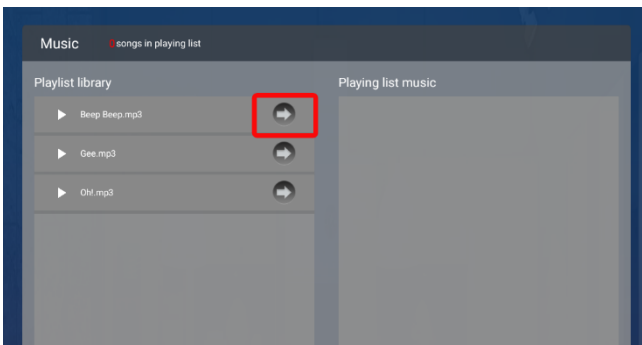 Music songs in playing list
Playlist library
Playing list music
Beep Beep.mp3
Gee.mp3
Oh!.mp3